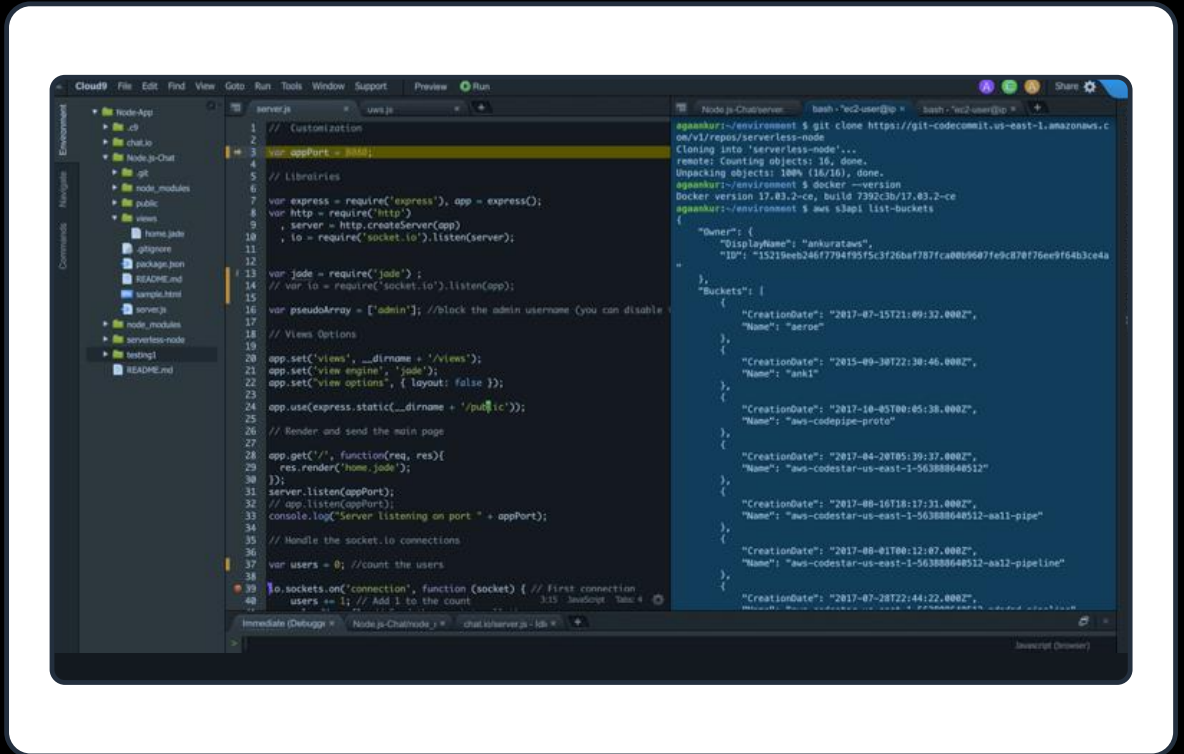 Cloud9 File Edit Find View Goto Run Tools Window Support Preview Run
A
Share
Environment
Navigate
Commands
Node-App
.c9
chat.io
Node.js-Chat
.git
node_modules
public
views
home.jade
.gitignore
package.json
README.md
sample.html
server.js
node_modules
serverless-node
testing1
README.md
server.js
uws.js
1 // Customization
2
3 var appPort = 8080;
4
5 // Librairies
6
7 var express = require('express'), app = express();
8 var http = require('http')
9 , server = http.createServer(app)
10 , io = require('socket.io').listen(server);
11
12
13 var jade = require('jade') ;
14 // var io = require('socket.io').listen(app);
15
16 var pseudoArray = ['admin']; //block the admin username (you can disable
17
18 // Views Options
19
20 app.set('views', __dirname + '/views');
21 app.set('view engine', 'jade');
22 app.set("view options", { layout: false });
23
24 app.use(express.static(__dirname + '/public'));
25
26 // Render and send the main page
27
28 app.get('/', function(req, res){
29 res.render('home.jade');
30 });
31 server.listen(appPort);
32 // app.listen(appPort);
33 console.log("Server listening on port " + appPort);
34
35 // Handle the socket.io connections
36
37 var users = 0; //count the users
38
39 io.sockets.on('connection', function (socket) { // First connection
40 users += 1; // Add 1 to the count
3:15 JavaScript Tabs: 4
Node.js-Chat/server.
bash - "ec2-user@ip
bash - "ec2-user@ip
agaankur:~/environment $ git clone https://git-codecommit.us-east-1.amazonaws.c
om/v1/repos/serverless-node
Cloning into 'serverless-node'...
remote: Counting objects: 16, done.
Unpacking objects: 100% (16/16), done.
agaankur:~/environment $ docker --version
Docker version 17.03.2-ce, build 7392c3b/17.03.2-ce
agaankur:~/environment $ aws s3api list-buckets
{
"Owner": {
"DisplayName": "ankurataws",
"ID": "15219eeb246f7794f95f5c3f26baf787fca00b9607fe9c870f76ee9f64b3ce4a
"
},
"Buckets": [
{
"CreationDate": "2017-07-15T21:09:32.000Z",
"Name": "aeroe"
},
{
"CreationDate": "2015-09-30T22:30:46.000Z",
"Name": "ank1"
},
{
"CreationDate": "2017-10-05T00:05:38.000Z",
"Name": "aws-codepipe-proto"
},
{
"CreationDate": "2017-04-20T05:39:37.000Z",
"Name": "aws-codestar-us-east-1-563888640512"
},
{
"CreationDate": "2017-08-16T18:17:31.000Z",
"Name": "aws-codestar-us-east-1-563888640512-aa11-pipe"
},
{
"CreationDate": "2017-08-01T00:12:07.000Z",
"Name": "aws-codestar-us-east-1-563888640512-aa12-pipeline"
},
{
"CreationDate": "2017-07-28T22:44:22.000Z",
Immediate (Debugge
Node.js-Chat/node_
chat.io/server.js - Idle
>
Javascript (browser)